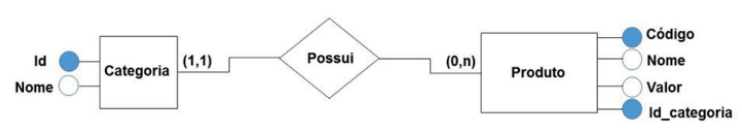 Id
Nome
Categoria
(1,1)
Possui
(0,n)
Produto
Código
Nome
Valor
Id_categoria